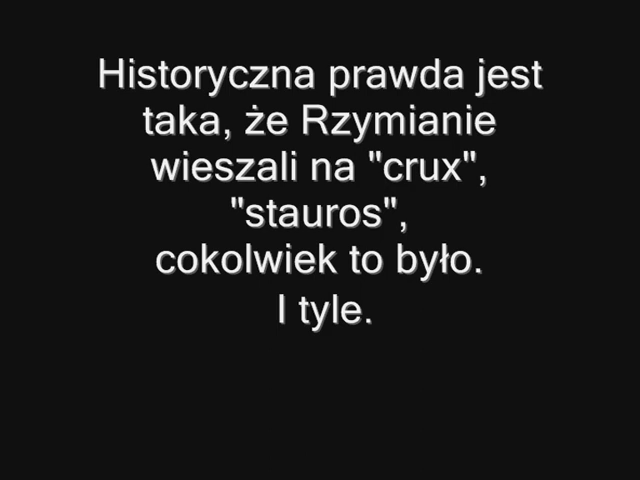 Historyczna prawda jest
taka, że Rzymianie
wieszali na "crux",
"stauros",
cokolwiek to było.
I tyle.